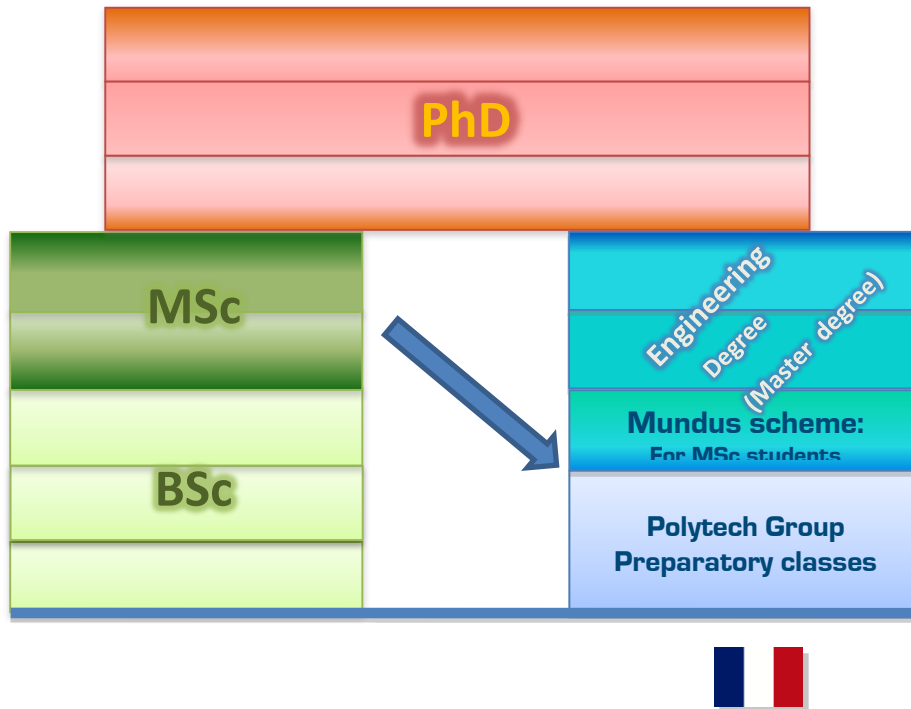 PhD
MSc
BSc
Engineering
Degree
(Master degree)
Mundus scheme:
For MSc students
Polytech Group
Preparatory classes